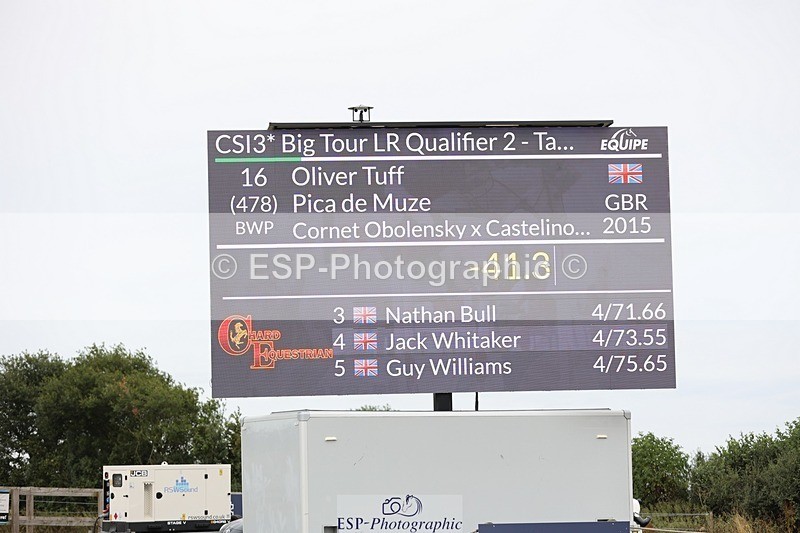 CSI3* Big Tour LR Qualifier 2 - Ta...
EQUIPE
16 Oliver Tuff
(478) Pica de Muze GBR
BWP Cornet Obolensky x Castelino... 2015
-41.3
© ESP-Photographic ©
3 Nathan Bull 4/71.66
4 Jack Whitaker 4/73.55
5 Guy Williams 4/75.65
CHARD
EQUESTRIAN
JCB
RSWsound
STAGE V
ESP-Photographic